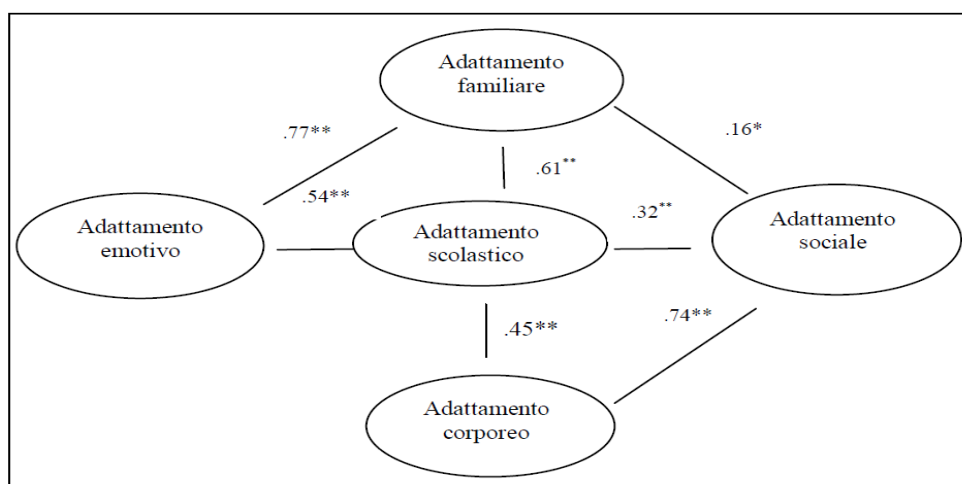 Adattamento
familiare
.77**
.16*
.61**
.54**
.32**
Adattamento
emotivo
Adattamento
scolastico
Adattamento
sociale
.45**
.74**
Adattamento
corporeo